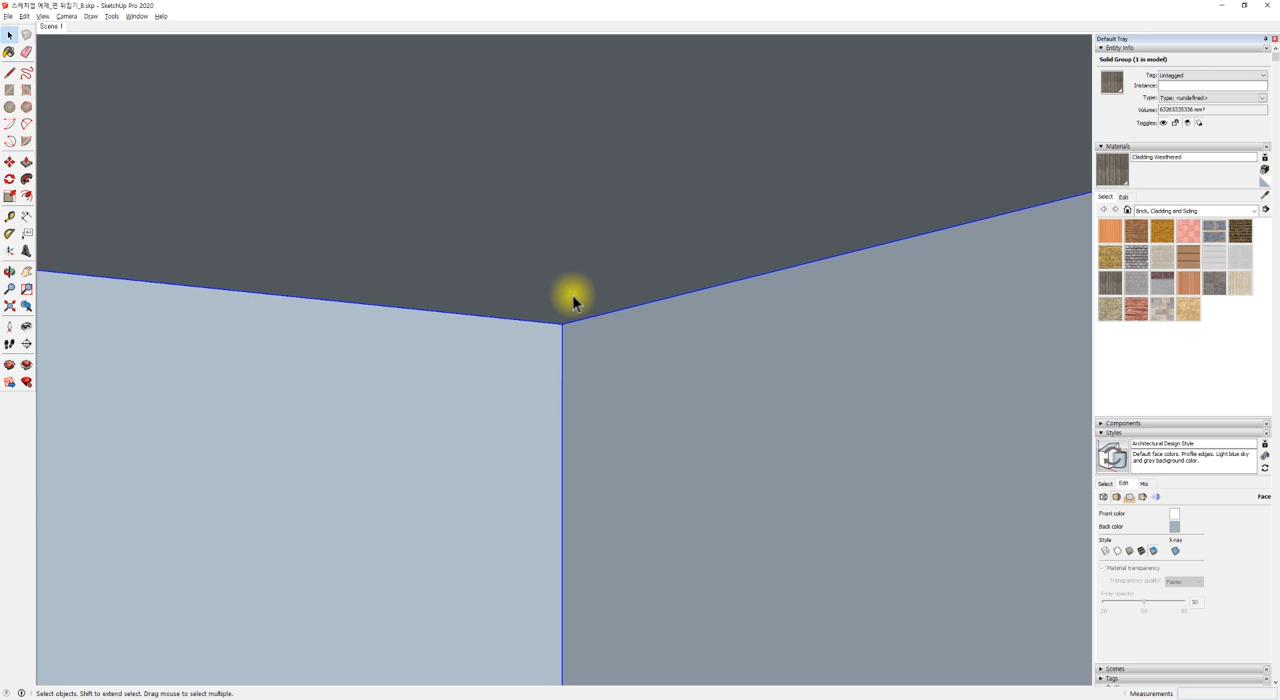 스케치업 예제_면 뒤집기_8.skp - SketchUp Pro 2020
File Edit View Camera Draw Tools Window Help
Scene 1
Default Tray
Entity Info
Solid Group (1 in model)
Tag: Untagged
Instance:
Type: Type: <undefined>
Volume: 63265335336 mm³
Toggles:
Materials
Cladding Weathered
Select Edit
Brick, Cladding and Siding
Components
Styles
Architectural Design Style
Default face colors. Profile edges. Light blue sky
and gray background color.
Select Edit Mix
Face
Front color
Back color
Style X-ray
Material transparency
Transparency quality: Faster
X-ray opacity:
50
20 50 80
Scenes
Tags
Select objects. Shift to extend select. Drag mouse to select multiple.
Measurements